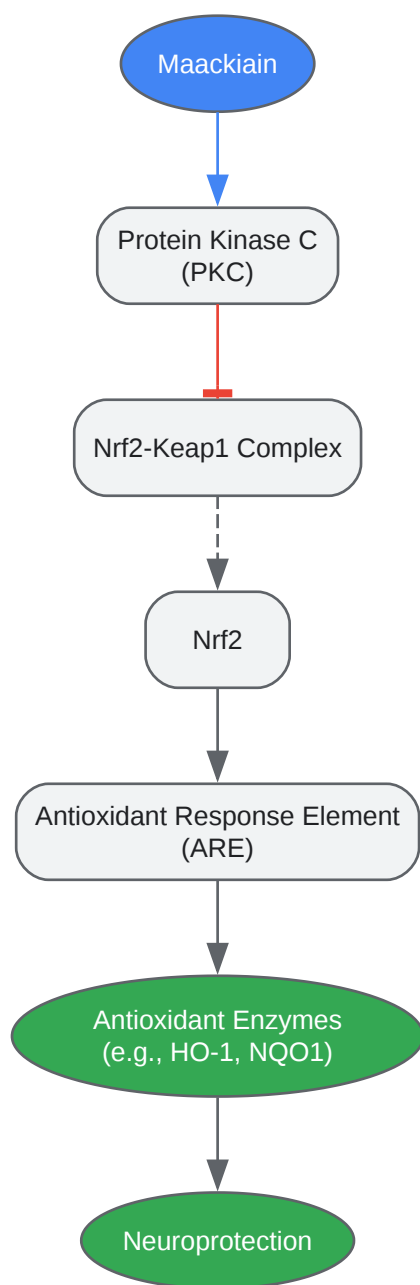 Maackiain
Protein Kinase C
(PKC)
Nrf2-Keap1 Complex
Nrf2
Antioxidant Response Element
(ARE)
Antioxidant Enzymes
(e.g., HO-1, NQO1)
Neuroprotection